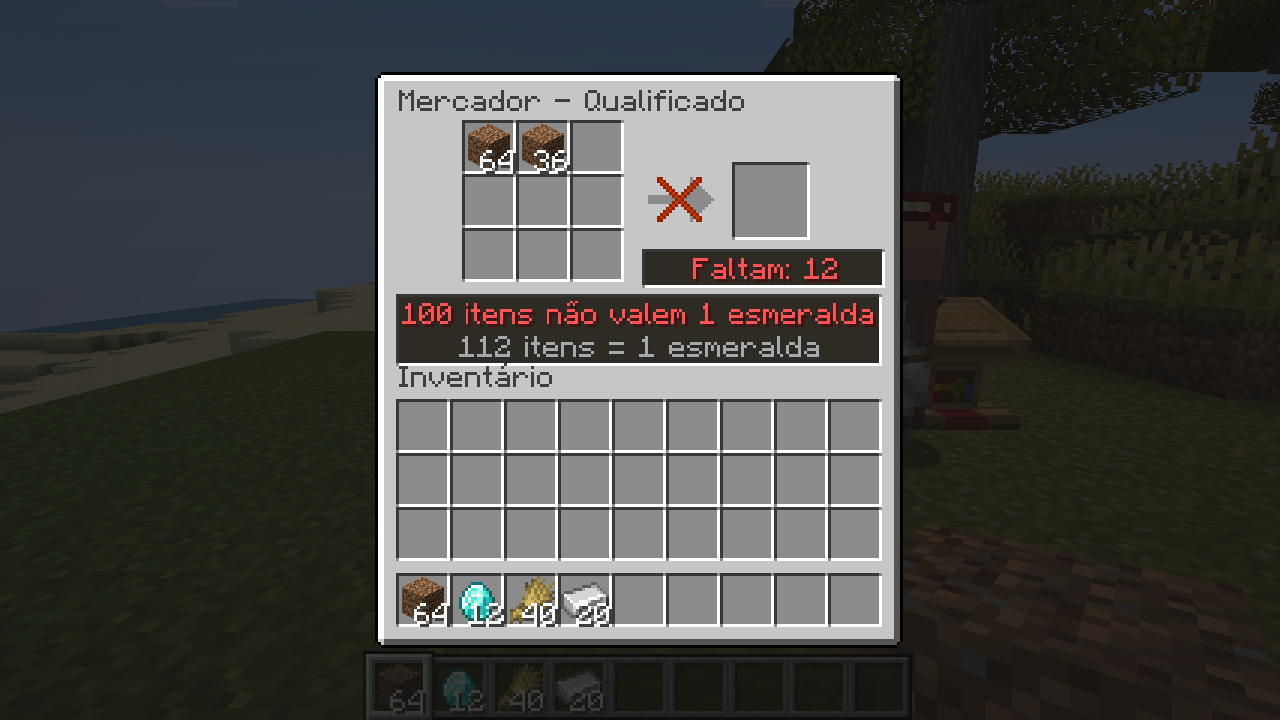 Mercador - Qualificado
64 36
Faltam: 12
100 itens não valem 1 esmeralda
112 itens = 1 esmeralda
Inventário
64 12 40 20
64 12 40 20